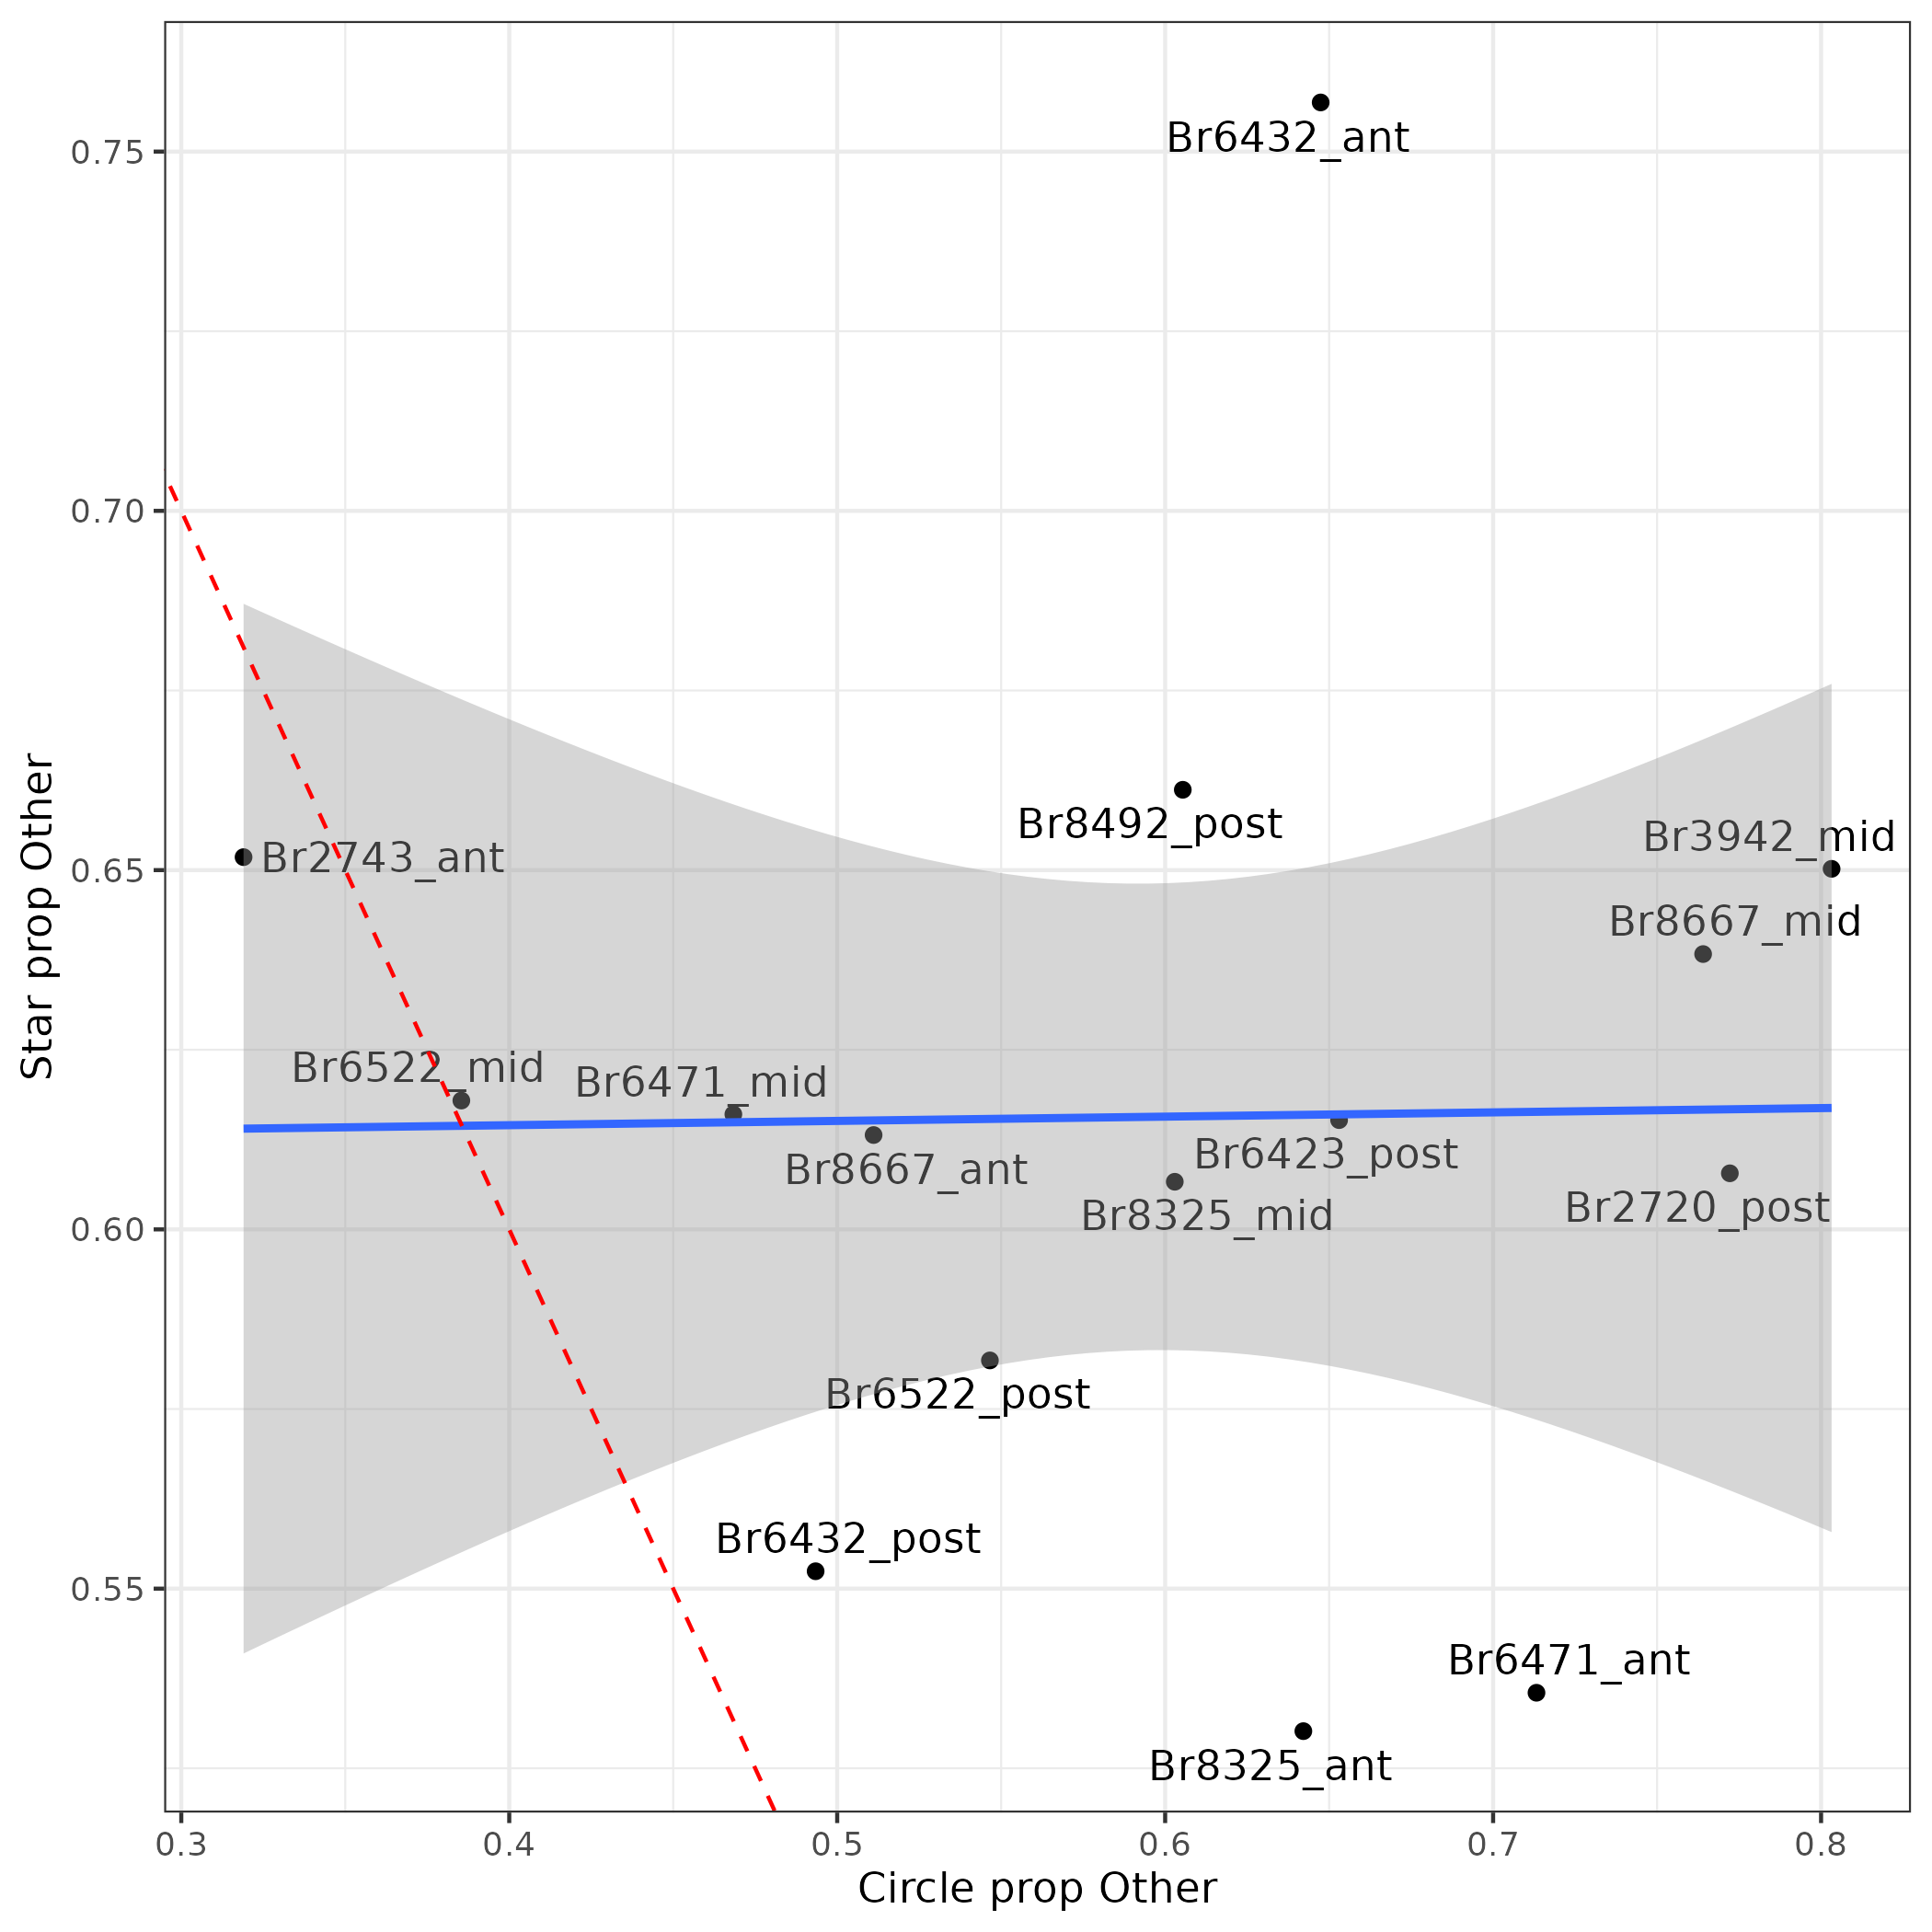 Br6432_ant
0.75
0.70
Br8492_post
Br3942_mid
Br2743_ant
0.65
Br8667_mid
Br6522_mid
Br6471_mid
Br8667_ant
Br6423_post
Br8325_mid
Br2720_post
0.60
Br6522_post
Br6432_post
0.55
Br6471_ant
Br8325_ant
Star prop Other
0.3 0.4 0.5 0.6 0.7 0.8
Circle prop Other